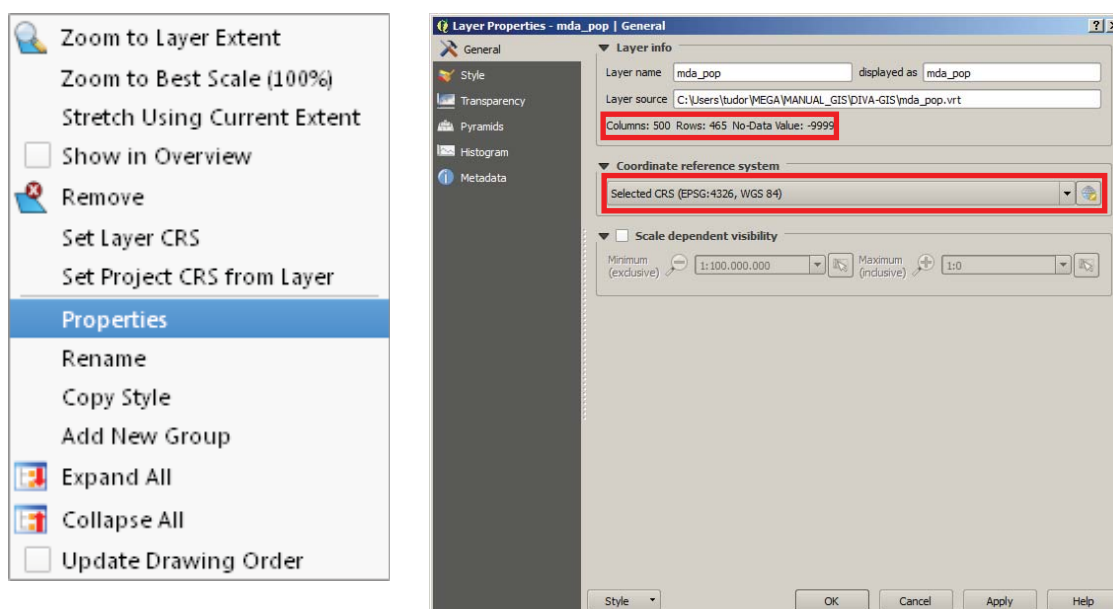 Zoom to Layer Extent
Zoom to Best Scale (100%)
Stretch Using Current Extent
Show in Overview
Remove
Set Layer CRS
Set Project CRS from Layer
Properties
Rename
Copy Style
Add New Group
Expand All
Collapse All
Update Drawing Order
Layer Properties - mda_pop | General
General
Style
Transparency
Pyramids
Histogram
Metadata
Layer info
Layer name mda_pop displayed as mda_pop
Layer source C:\Users\tudor\MEGA\MANUAL_GIS\DIVA-GIS\mda_pop.vrt
Columns: 500 Rows: 465 No-Data Value: -9999
Coordinate reference system
Selected CRS (EPSG:4326, WGS 84)
Scale dependent visibility
Minimum (exclusive) 1:100.000.000 Maximum (inclusive) 1:0
Style OK Cancel Apply Help